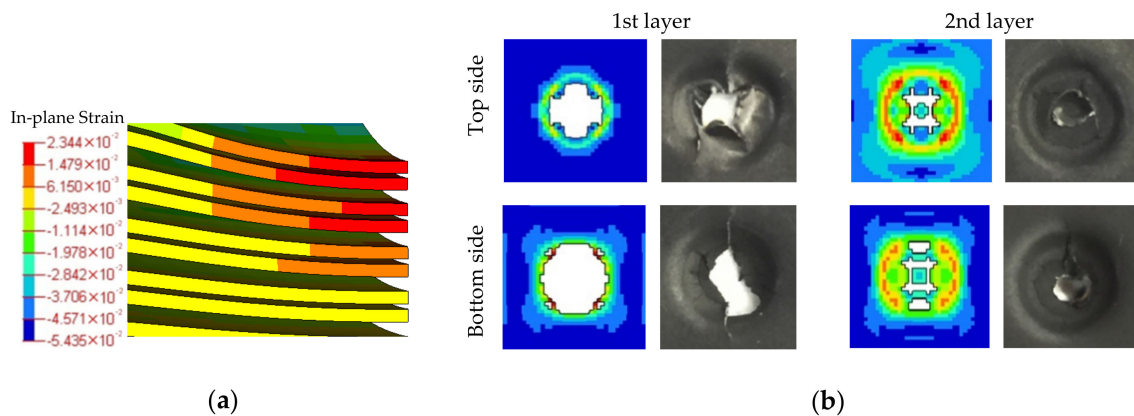 1st layer
2nd layer
Top side
Bottom side
In-plane Strain
2.344×10⁻²
1.479×10⁻²
6.150×10⁻³
-2.493×10⁻³
-1.114×10⁻²
-1.978×10⁻²
-2.842×10⁻²
-3.706×10⁻²
-4.571×10⁻²
-5.435×10⁻²
(a)
(b)